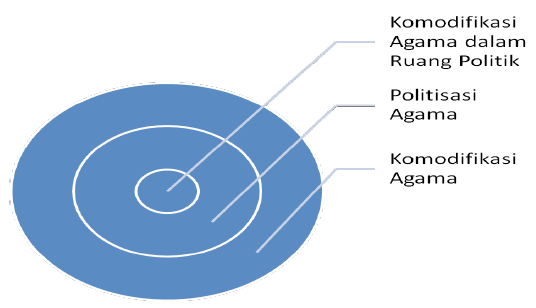 Komodifikasi
Agama dalam
Ruang Politik
Politisasi
Agama
Komodifikasi
Agama